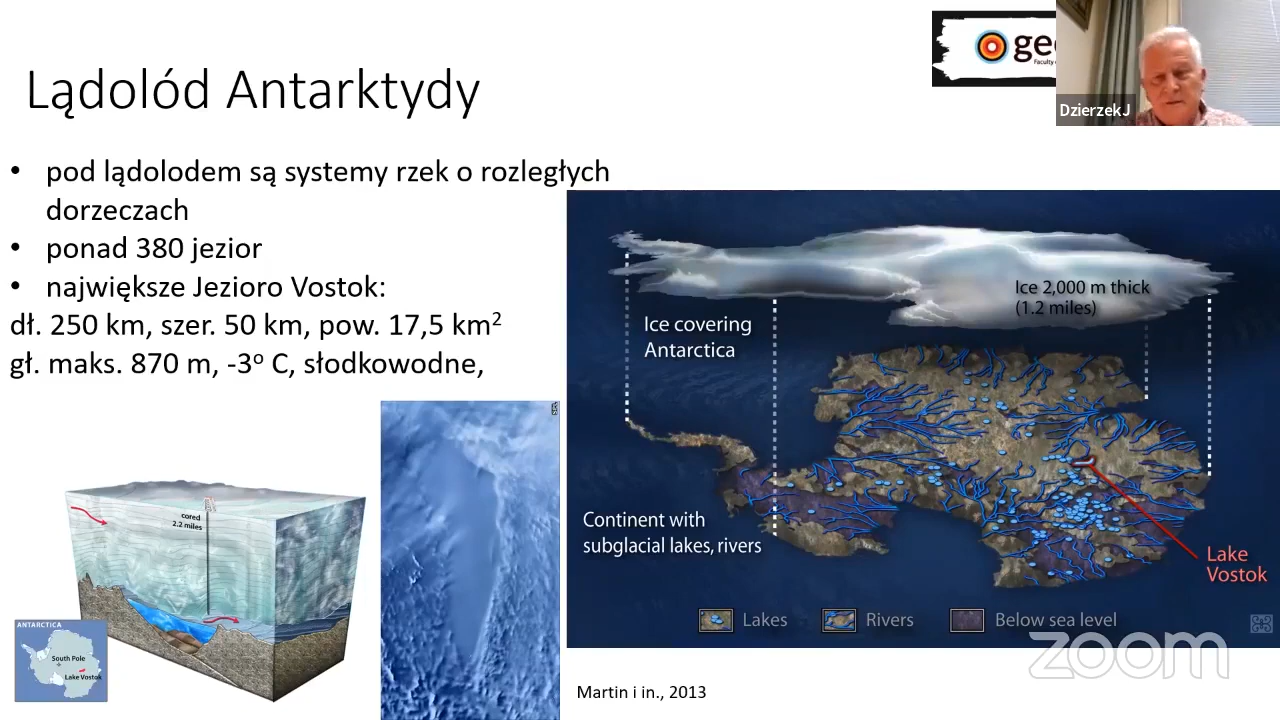 Lądolód Antarktydy
geo
Faculty
DzierzekJ
• pod lądolodem są systemy rzek o rozległych
dorzeczach
• ponad 380 jezior
• największe Jezioro Vostok:
dł. 250 km, szer. 50 km, pow. 17,5 km²
gł. maks. 870 m, -3º C, słodkowodne,
Ice 2,000 m thick
(1.2 miles)
Ice covering
Antarctica
Continent with
subglacial lakes, rivers
Lake
Vostok
Lakes
Rivers
Below sea level
cored
2.2 miles
ANTARCTICA
South Pole
Lake Vostok
Martin i in., 2013
zoom